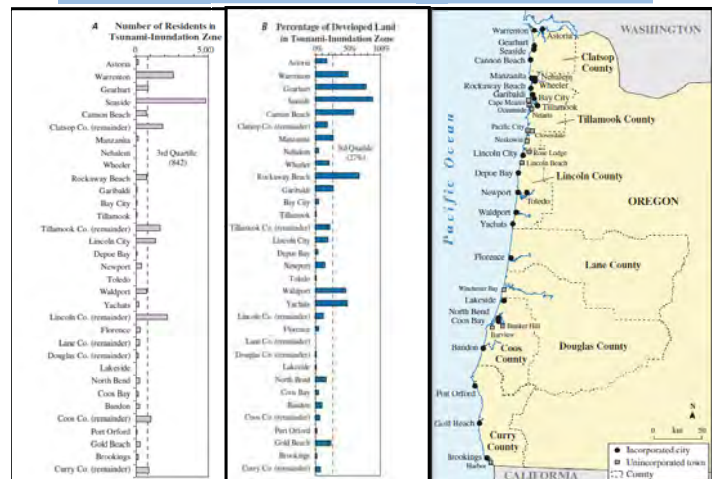 A Number of Residents in
Tsunami-Inundation Zone
0
5,000
Astoria
Warrenton
Gearhart
Seaside
Cannon Beach
Clatsop Co. (remainder)
Manzanita
Nehalem
Wheeler
Rockaway Beach
Garibaldi
Bay City
Tillamook
Tillamook Co. (remainder)
Lincoln City
Depoe Bay
Newport
Toledo
Waldport
Yachats
Lincoln Co. (remainder)
Florence
Lane Co. (remainder)
Douglas Co. (remainder)
Lakeside
North Bend
Coos Bay
Bandon
Coos Co. (remainder)
Port Orford
Gold Beach
Brookings
Curry Co. (remainder)
3rd Quartile
(842)
B Percentage of Developed Land
in Tsunami-Inundation Zone
0% 50% 100%
Astoria
Warrenton
Gearhart
Seaside
Cannon Beach
Clatsop Co. (remainder)
Manzanita
Nehalem
Wheeler
Rockaway Beach
Garibaldi
Bay City
Tillamook
Tillamook Co. (remainder)
Lincoln City
Depoe Bay
Newport
Toledo
Waldport
Yachats
Lincoln Co. (remainder)
Florence
Lane Co. (remainder)
Douglas Co. (remainder)
Lakeside
North Bend
Coos Bay
Bandon
Coos Co. (remainder)
Port Orford
Gold Beach
Brookings
Curry Co. (remainder)
3rd Quartile
(27%)
WASHINGTON
Warrenton
Astoria
Gearhart
Seaside
Cannon Beach
Clatsop
County
Manzanita
Nehalem
Rockaway Beach
Wheeler
Garibaldi
Bay City
Cape Meares
Tillamook
Oceanside
Netarts
Tillamook County
Pacific City
Cloverdale
Neskowin
Rose Lodge
Lincoln City
Lincoln Beach
Depoe Bay
Lincoln County
Newport
Toledo
OREGON
Waldport
Yachats
Pacific Ocean
Lane County
Florence
Winchester Bay
Lakeside
North Bend
Coos Bay
Bunker Hill
Barview
Douglas County
Bandon
Coos
County
Port Orford
Gold Beach
Curry
County
Brookings
Harbor
CALIFORNIA
N
0 km 50
Incorporated city
Unincorporated town
County